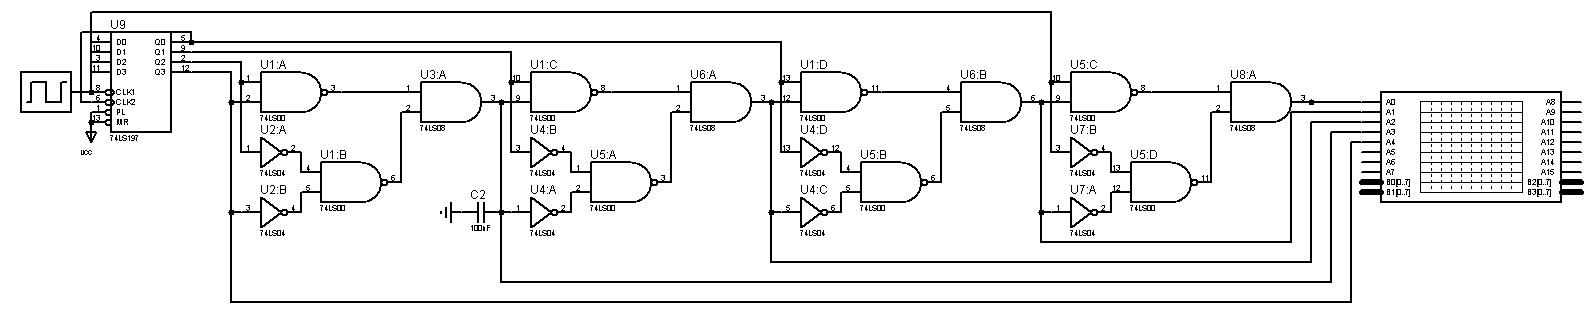 U9
4 D0 Q0 5
10 D1 Q1 9
3 D2 Q2 2
11 D3 Q3 12
8 CLK1
6 CLK2
1 PL
13 MR
74LS197
UCC
U1:A
1
2
3
74LS00
U2:A
1
2
74LS04
U2:B
3
4
74LS04
U1:B
4
5
6
74LS00
U3:A
1
2
3
74LS08
C2
100nF
U1:C
10
9
8
74LS00
U4:B
3
4
74LS04
U4:A
1
2
74LS04
U5:A
1
2
3
74LS00
U6:A
1
2
3
74LS08
U1:D
13
12
11
74LS00
U4:D
13
12
74LS04
U4:C
5
6
74LS04
U5:B
4
5
6
74LS00
U6:B
4
5
6
74LS08
U5:C
10
9
8
74LS00
U7:B
3
4
74LS04
U7:A
1
2
74LS04
U5:D
13
12
11
74LS00
U8:A
1
2
3
74LS08
A0 A8
A1 A9
A2 A10
A3 A11
A4 A12
A5 A13
A6 A14
A7 A15
B0[0..7] B2[0..7]
B1[0..7] B3[0..7]